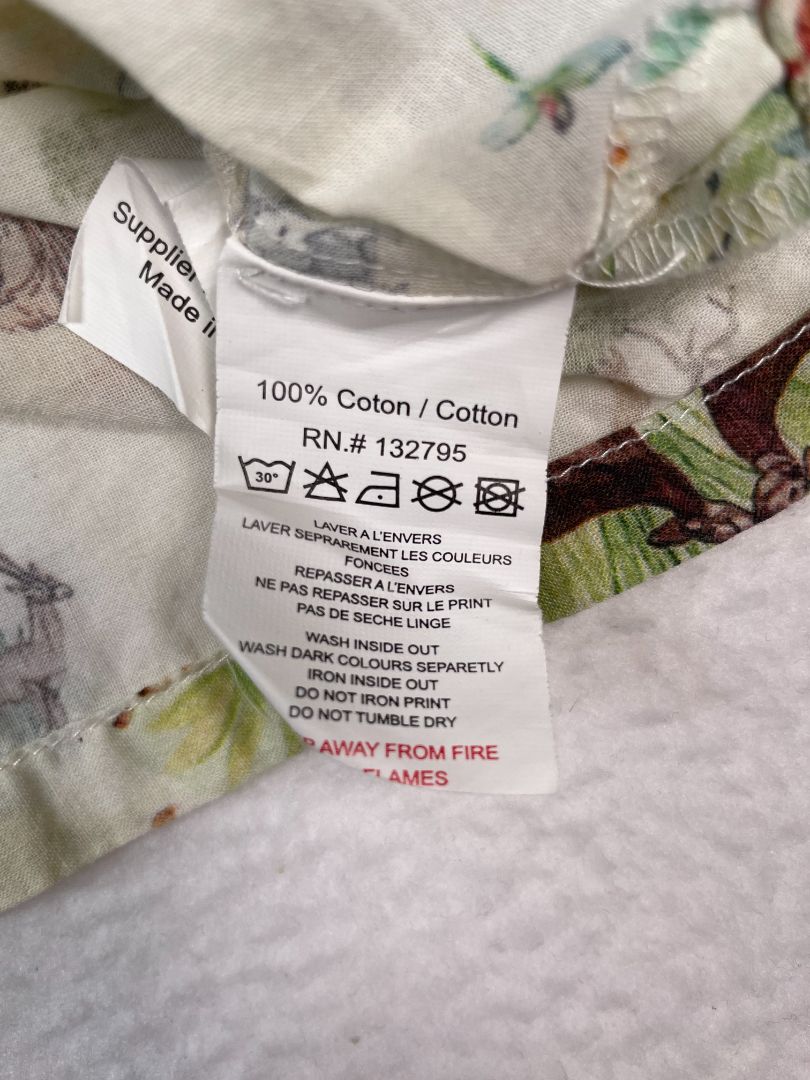 Supplier
Made in
100% Coton / Cotton
RN.# 132795
30°
LAVER A L'ENVERS
LAVER SEPRAREMENT LES COULEURS
FONCEES
REPASSER A L'ENVERS
NE PAS REPASSER SUR LE PRINT
PAS DE SECHE LINGE
WASH INSIDE OUT
WASH DARK COLOURS SEPARETLY
IRON INSIDE OUT
DO NOT IRON PRINT
DO NOT TUMBLE DRY
AWAY FROM FIRE
FLAMES